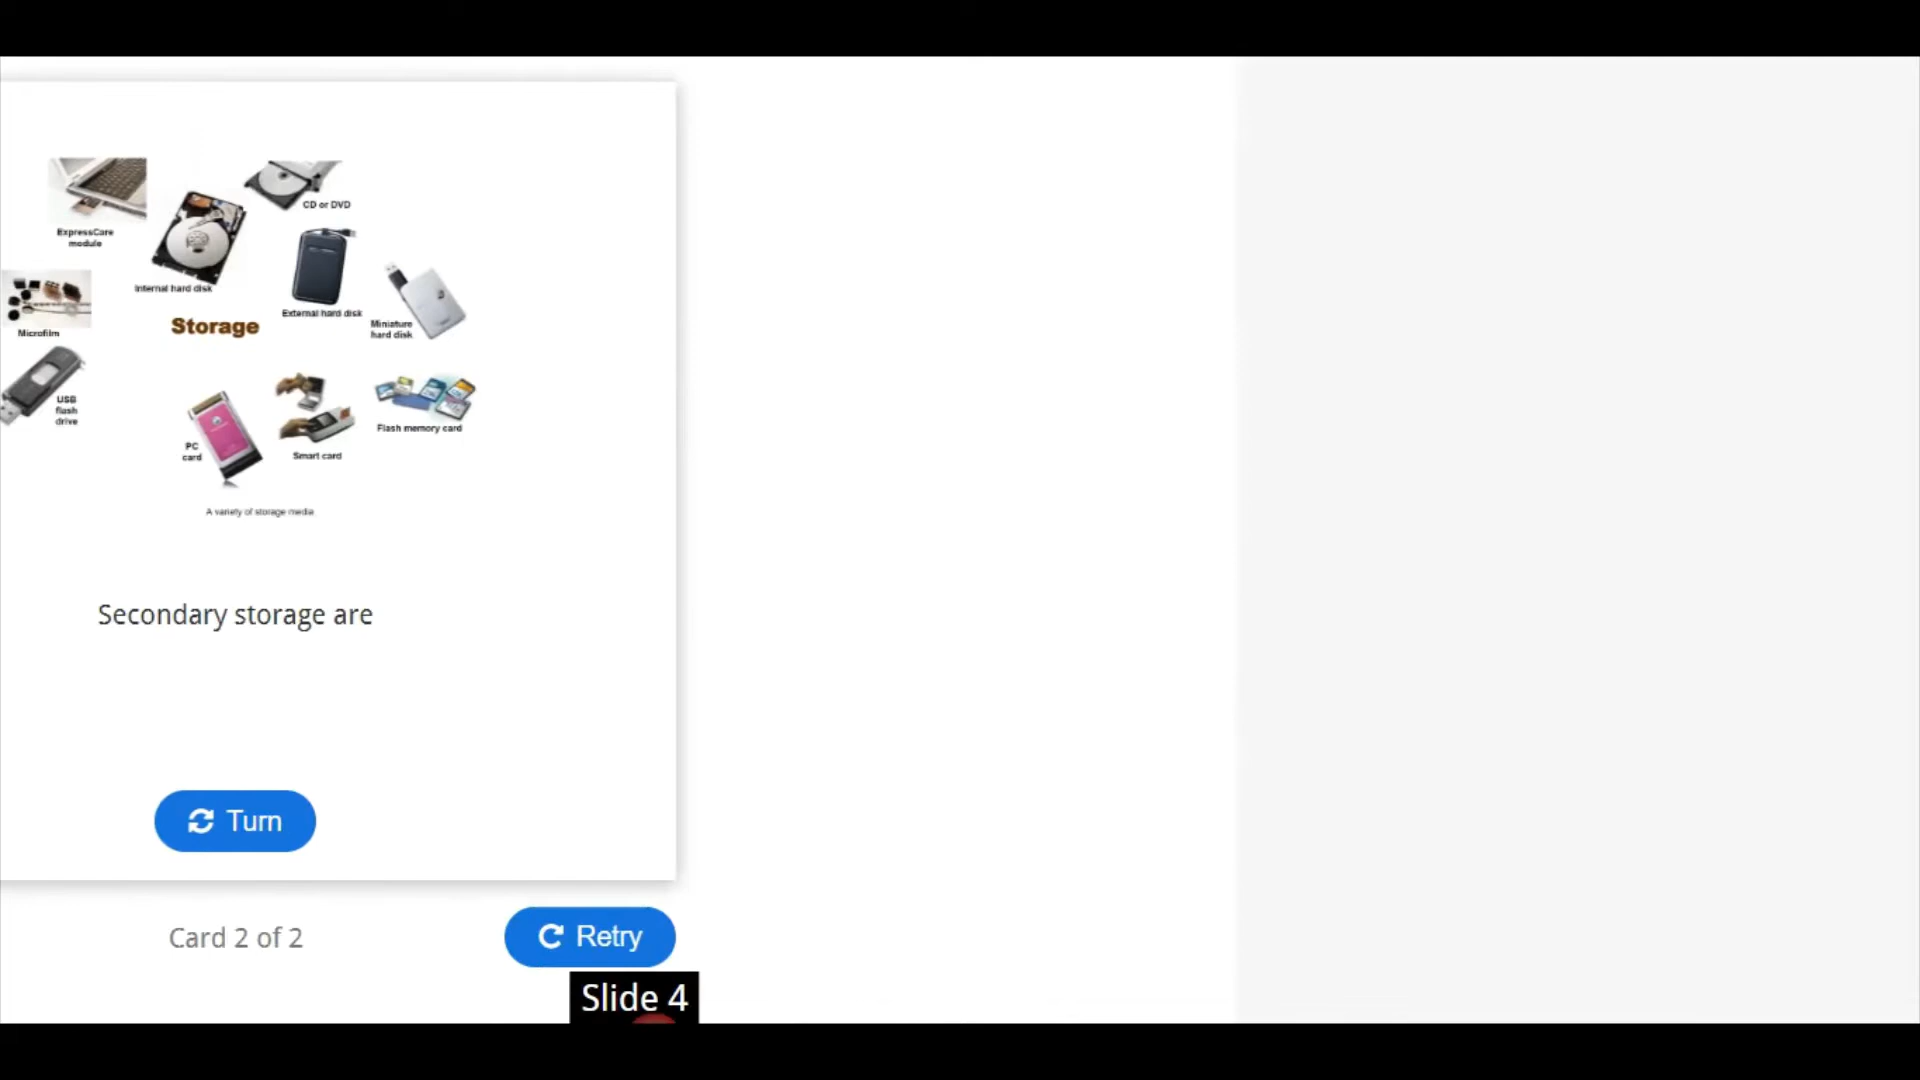 CD or DVD
ExpressCare
module
Internal hard disk
External hard disk
Miniature
hard disk
Microfilm
Storage
USB
flash
drive
PC
card
Smart card
Flash memory card
A variety of storage media
Secondary storage are
Turn
Card 2 of 2
Retry
Slide 4